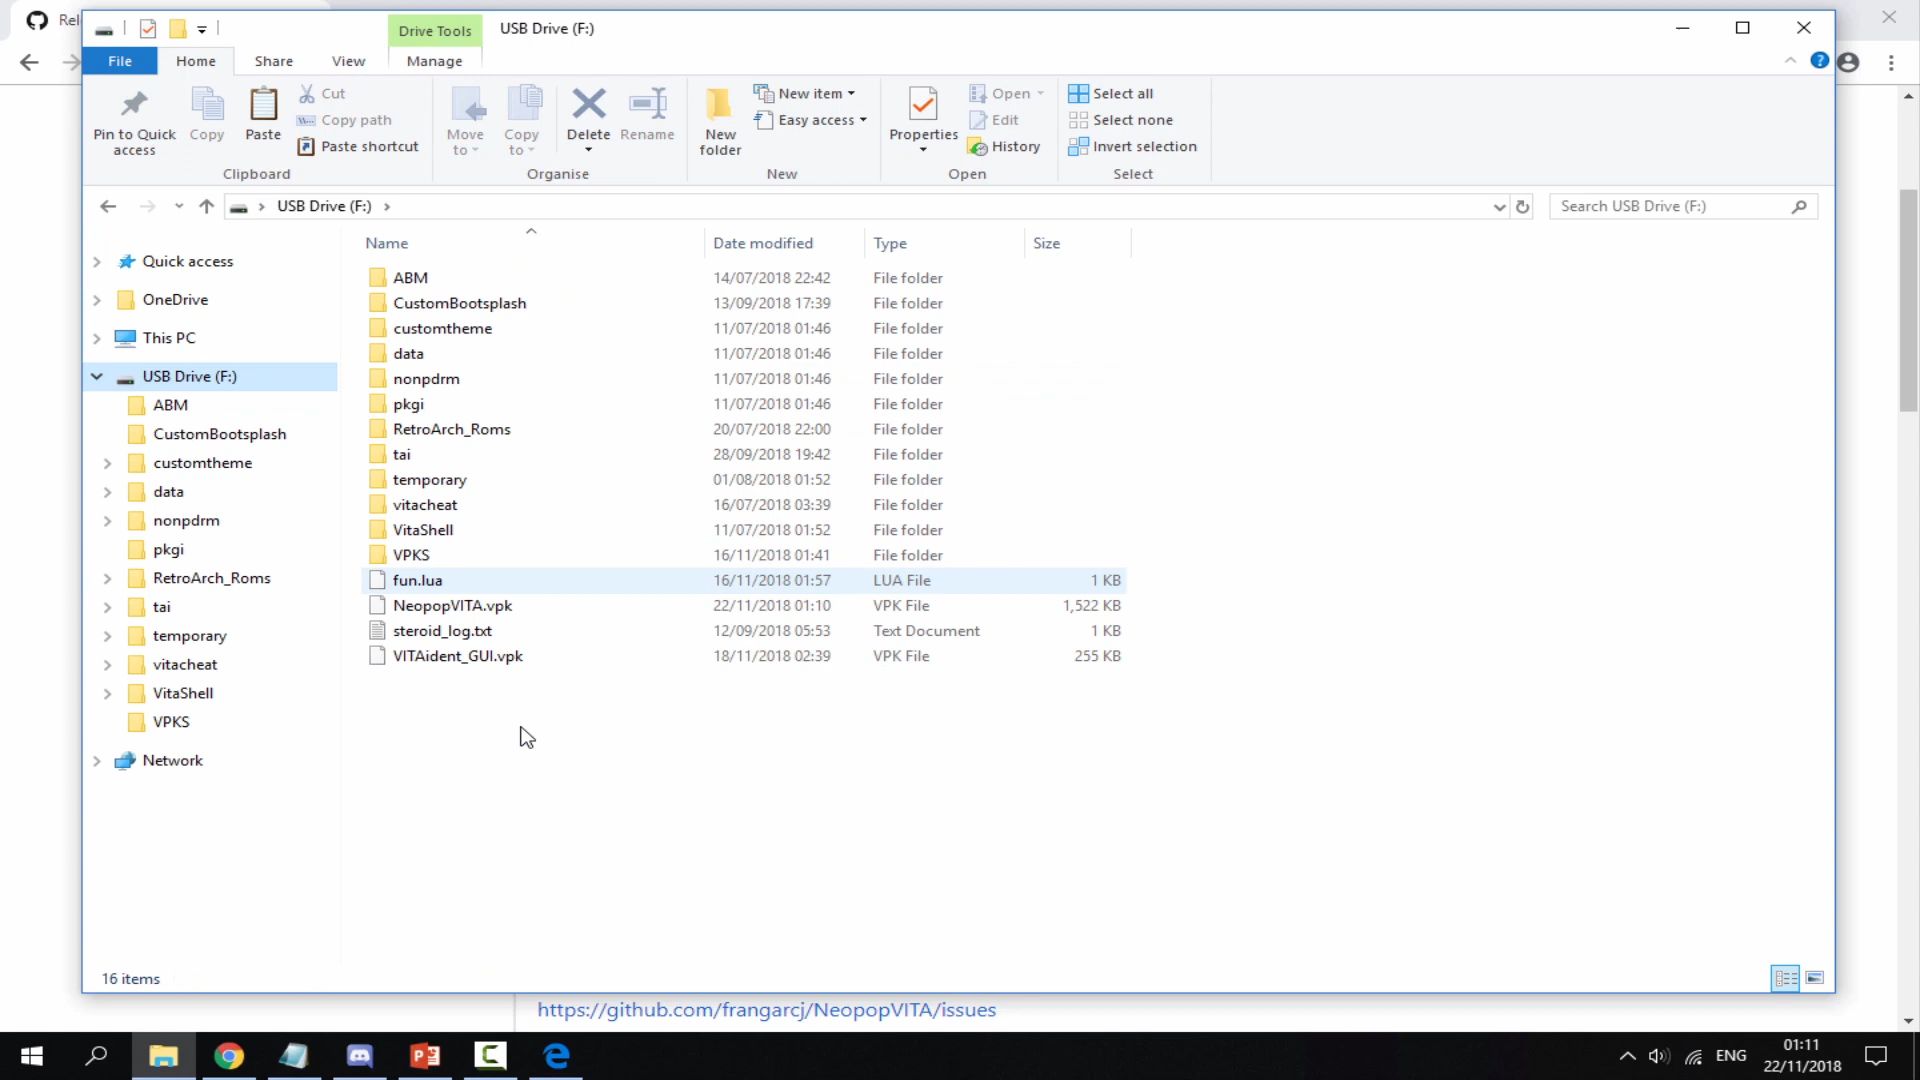 Rel
Drive Tools
USB Drive (F:)
File
Home
Share
View
Manage
Pin to Quick access
Copy
Paste
Cut
Copy path
Paste shortcut
Clipboard
Move to
Copy to
Delete
Rename
Organise
New folder
New item
Easy access
New
Properties
Open
Edit
History
Open
Select all
Select none
Invert selection
Select
USB Drive (F:)
Search USB Drive (F:)
Quick access
OneDrive
This PC
USB Drive (F:)
ABM
CustomBootsplash
customtheme
data
nonpdrm
pkgi
RetroArch_Roms
tai
temporary
vitacheat
VitaShell
VPKS
Network
Name Date modified Type Size
ABM 14/07/2018 22:42 File folder
CustomBootsplash 13/09/2018 17:39 File folder
customtheme 11/07/2018 01:46 File folder
data 11/07/2018 01:46 File folder
nonpdrm 11/07/2018 01:46 File folder
pkgi 11/07/2018 01:46 File folder
RetroArch_Roms 20/07/2018 22:00 File folder
tai 28/09/2018 19:42 File folder
temporary 01/08/2018 01:52 File folder
vitacheat 16/07/2018 03:39 File folder
VitaShell 11/07/2018 01:52 File folder
VPKS 16/11/2018 01:41 File folder
fun.lua 16/11/2018 01:57 LUA File 1 KB
NeopopVITA.vpk 22/11/2018 01:10 VPK File 1,522 KB
steroid_log.txt 12/09/2018 05:53 Text Document 1 KB
VITAident_GUI.vpk 18/11/2018 02:39 VPK File 255 KB
16 items
https://github.com/frangarcj/NeopopVITA/issues
ENG
01:11
22/11/2018